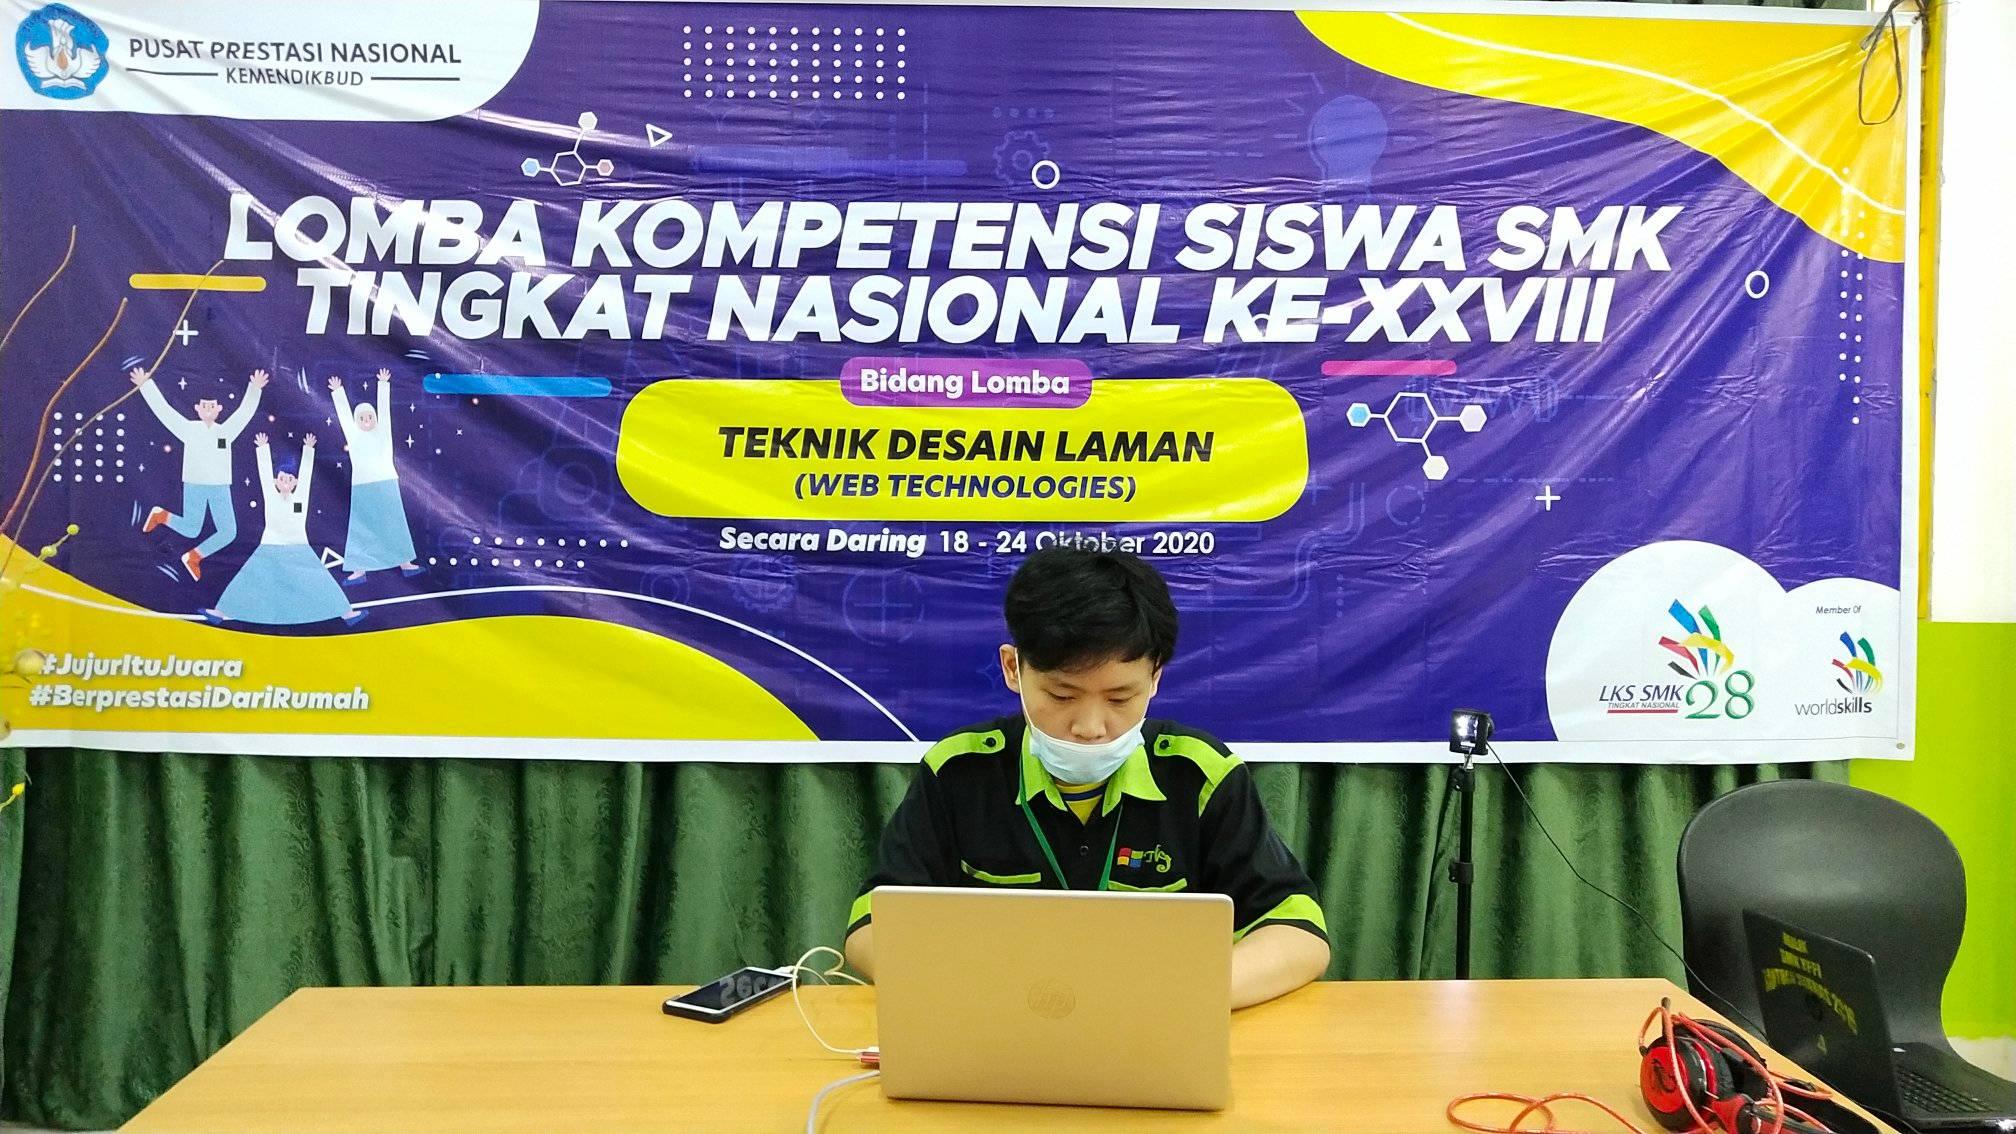 PUSAT PRESTASI NASIONAL
KEMENDIKBUD
LOMBA KOMPETENSI SISWA SMK
TINGKAT NASIONAL KE-XXVIII
Bidang Lomba
TEKNIK DESAIN LAMAN
(WEB TECHNOLOGIES)
Secara Daring 18 - 24 Oktober 2020
#JujurItuJuara
#BerprestasiDariRumah
LKS SMK 28
TINGKAT NASIONAL
Member Of
worldskills
hp